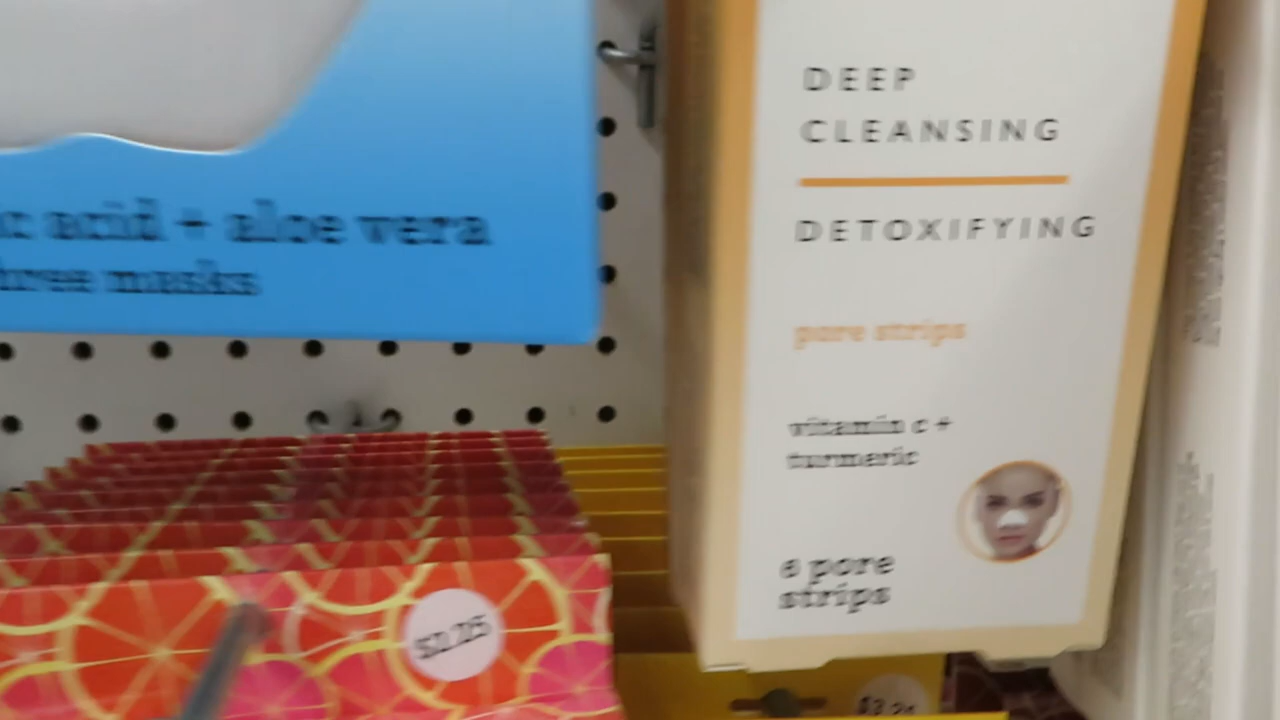 c acid + aloe vera
three masks
DEEP
CLEANSING
DETOXIFYING
pore strips
vitamin c +
turmeric
6 pore
strips
$2.25